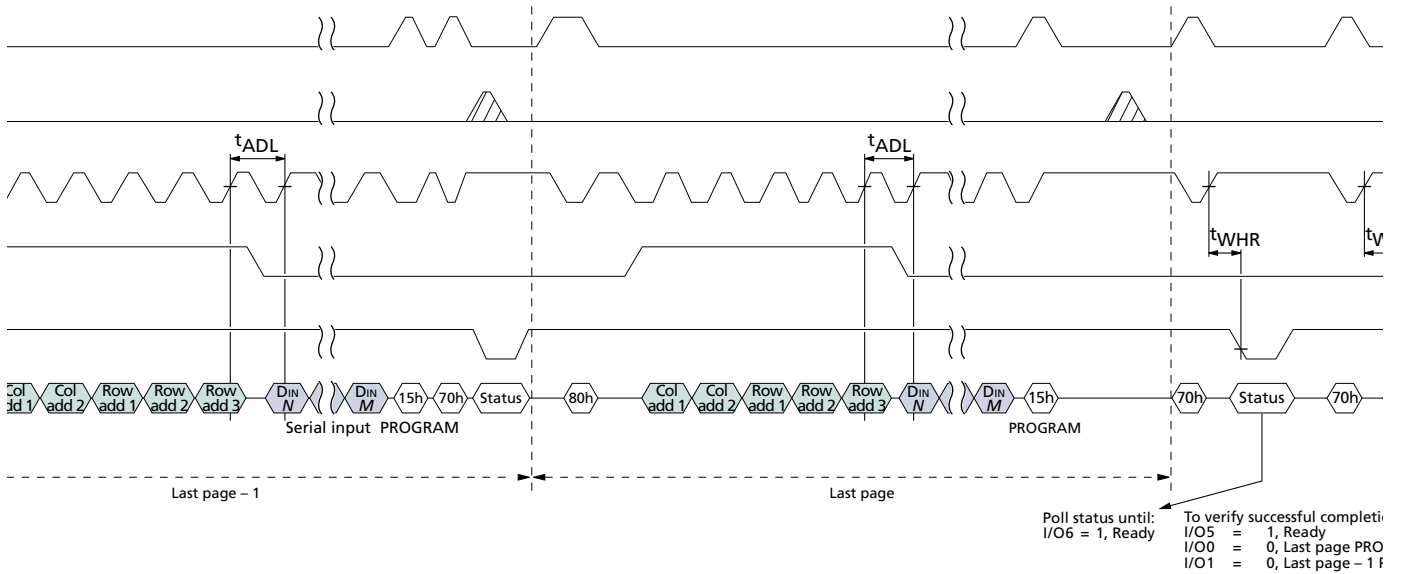 tADL tADL
tWHR
add 1 Col add 2 Row add 1 Row add 2 Row add 3 DIN N DIN M 15h 70h Status 80h Col add 1 Col add 2 Row add 1 Row add 2 Row add 3 DIN N DIN M 15h 70h Status 70h
Serial input PROGRAM PROGRAM
Last page – 1 Last page
Poll status until: To verify successful
I/O6 = 1, Ready I/O5 = 1, Ready
I/O0 = 0, Last page
I/O1 = 0, Last page – 1